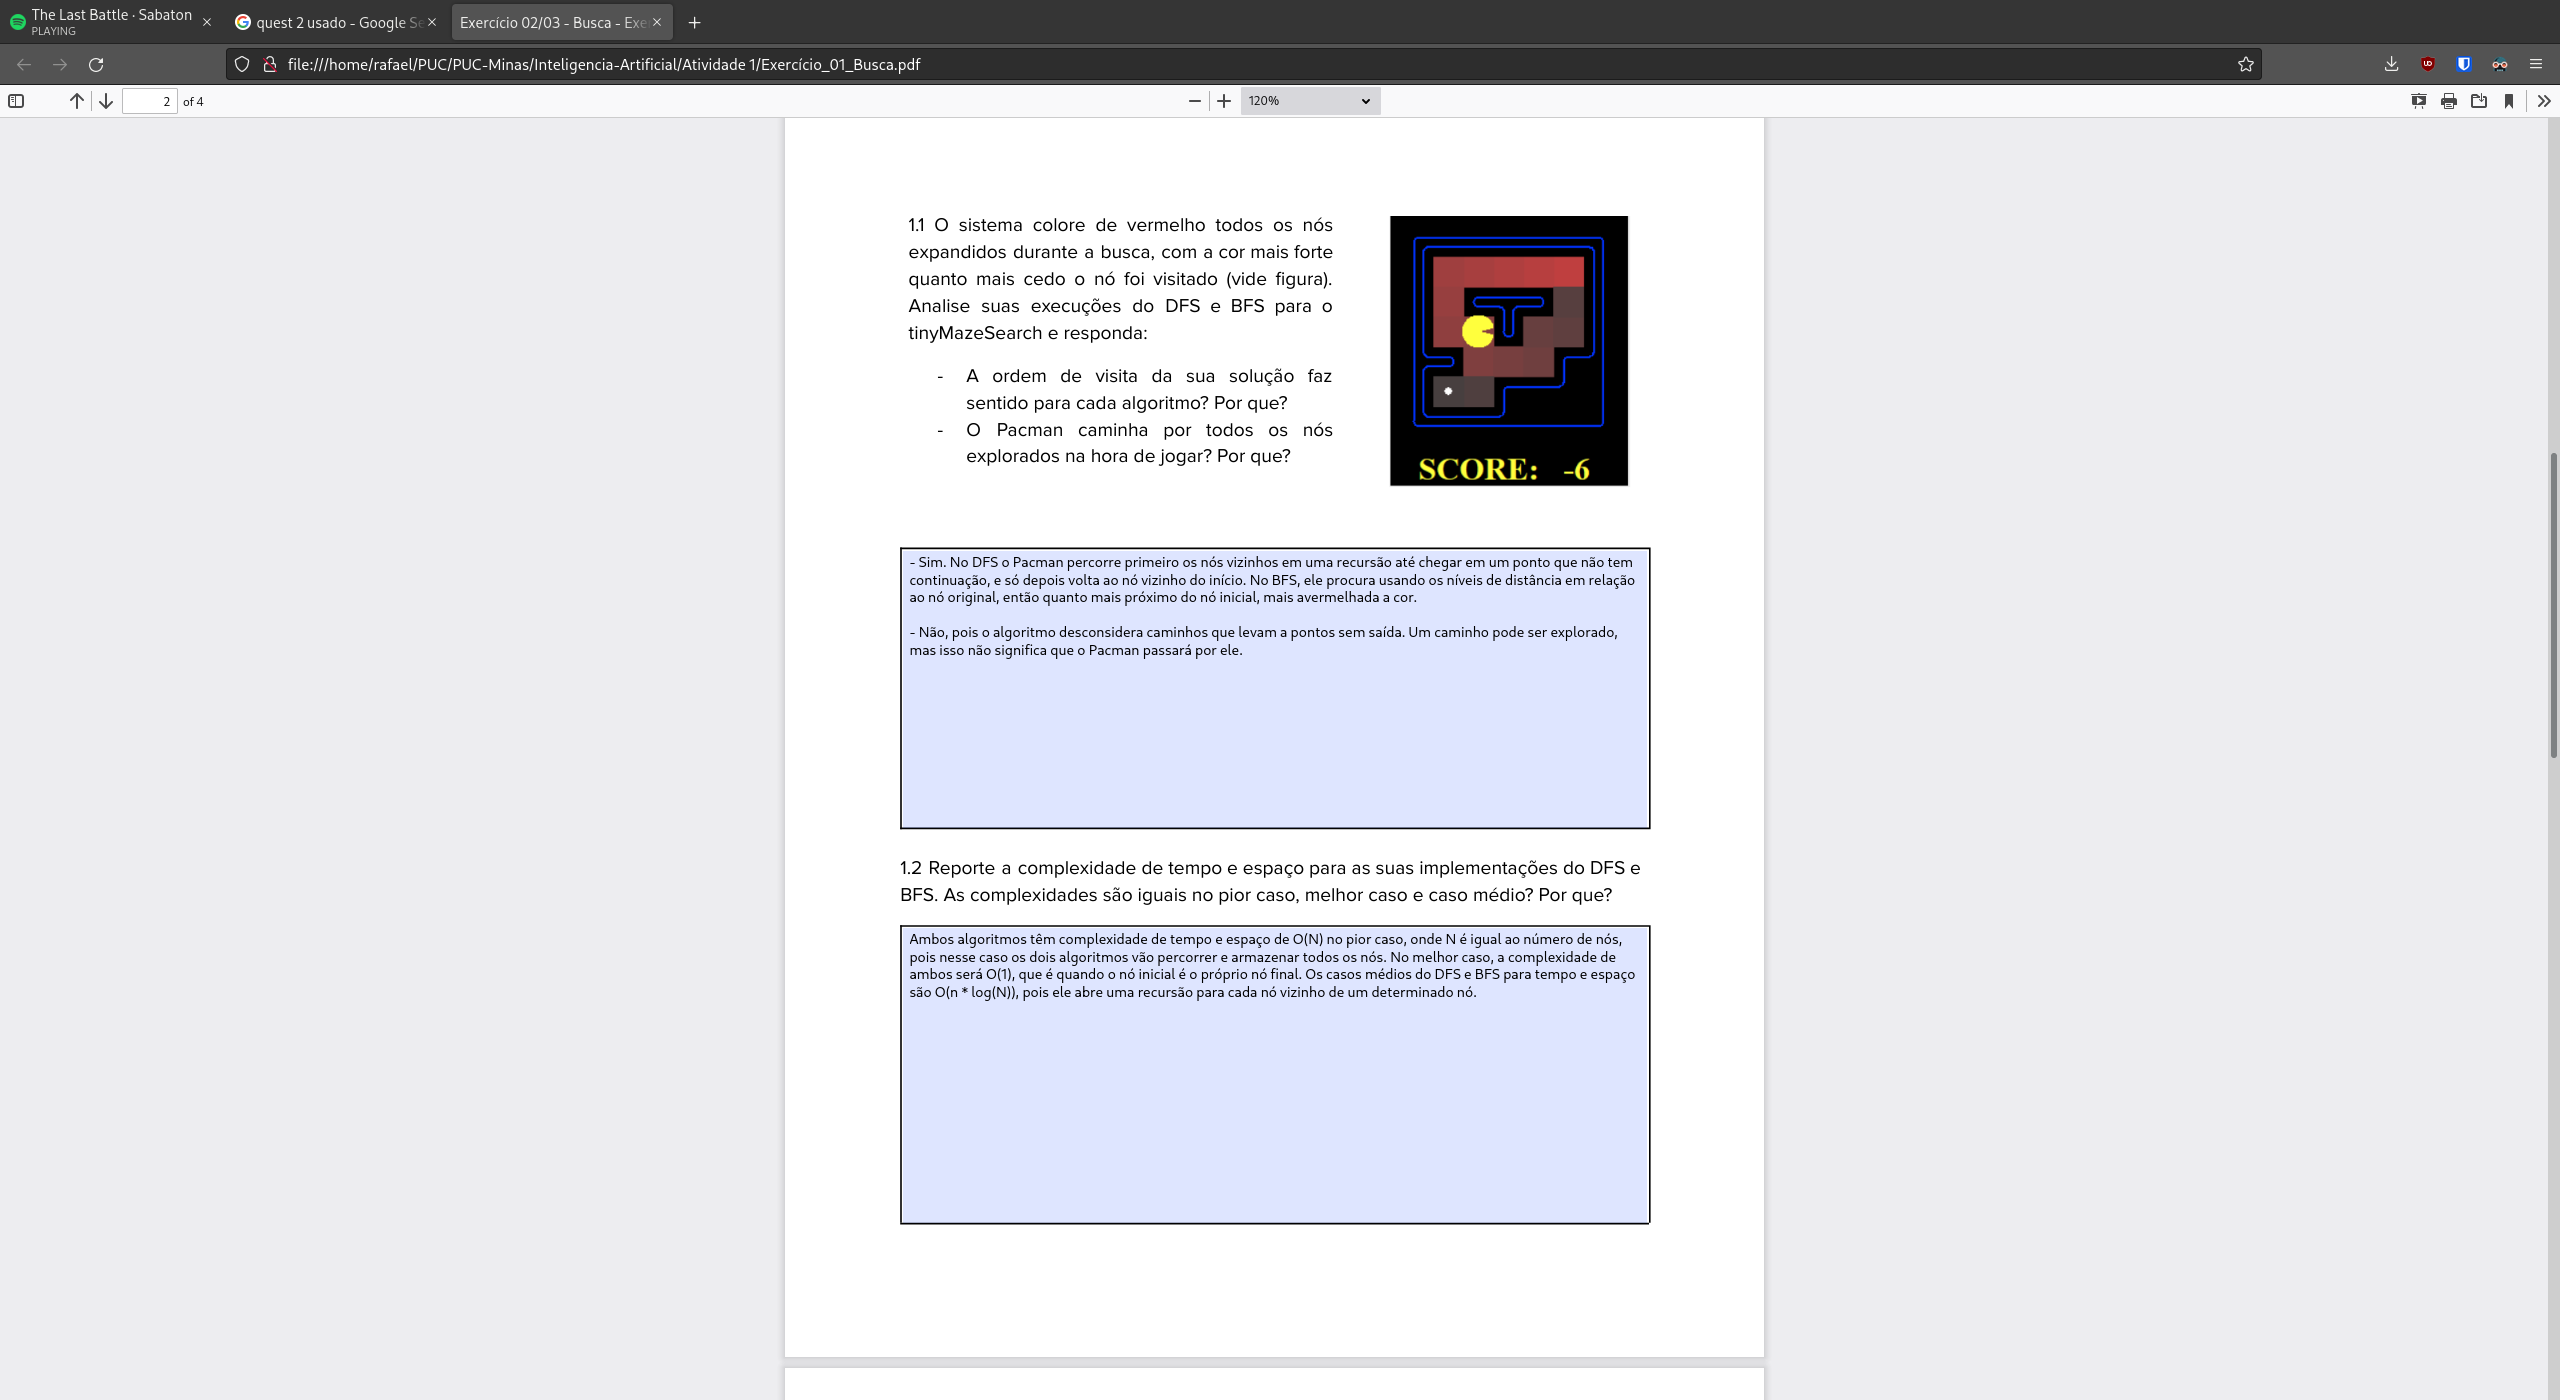 The Last Battle · Sabaton
PLAYING
quest 2 usado - Google Se
Exercício 02/03 - Busca - Exe
file:///home/rafael/PUC/PUC-Minas/Inteligencia-Artificial/Atividade 1/Exercício_01_Busca.pdf
2 of 4
120%
1.1 O sistema colore de vermelho todos os nós
expandidos durante a busca, com a cor mais forte
quanto mais cedo o nó foi visitado (vide figura).
Analise suas execuções do DFS e BFS para o
tinyMazeSearch e responda:
- A ordem de visita da sua solução faz
sentido para cada algoritmo? Por que?
- O Pacman caminha por todos os nós
explorados na hora de jogar? Por que?
SCORE: -6
- Sim. No DFS o Pacman percorre primeiro os nós vizinhos em uma recursão até chegar em um ponto que não tem
continuação, e só depois volta ao nó vizinho do início. No BFS, ele procura usando os níveis de distância em relação
ao nó original, então quanto mais próximo do nó inicial, mais avermelhada a cor.
- Não, pois o algoritmo desconsidera caminhos que levam a pontos sem saída. Um caminho pode ser explorado,
mas isso não significa que o Pacman passará por ele.
1.2 Reporte a complexidade de tempo e espaço para as suas implementações do DFS e
BFS. As complexidades são iguais no pior caso, melhor caso e caso médio? Por que?
Ambos algoritmos têm complexidade de tempo e espaço de O(N) no pior caso, onde N é igual ao número de nós,
pois nesse caso os dois algoritmos vão percorrer e armazenar todos os nós. No melhor caso, a complexidade de
ambos será O(1), que é quando o nó inicial é o próprio nó final. Os casos médios do DFS e BFS para tempo e espaço
são O(n * log(N)), pois ele abre uma recursão para cada nó vizinho de um determinado nó.